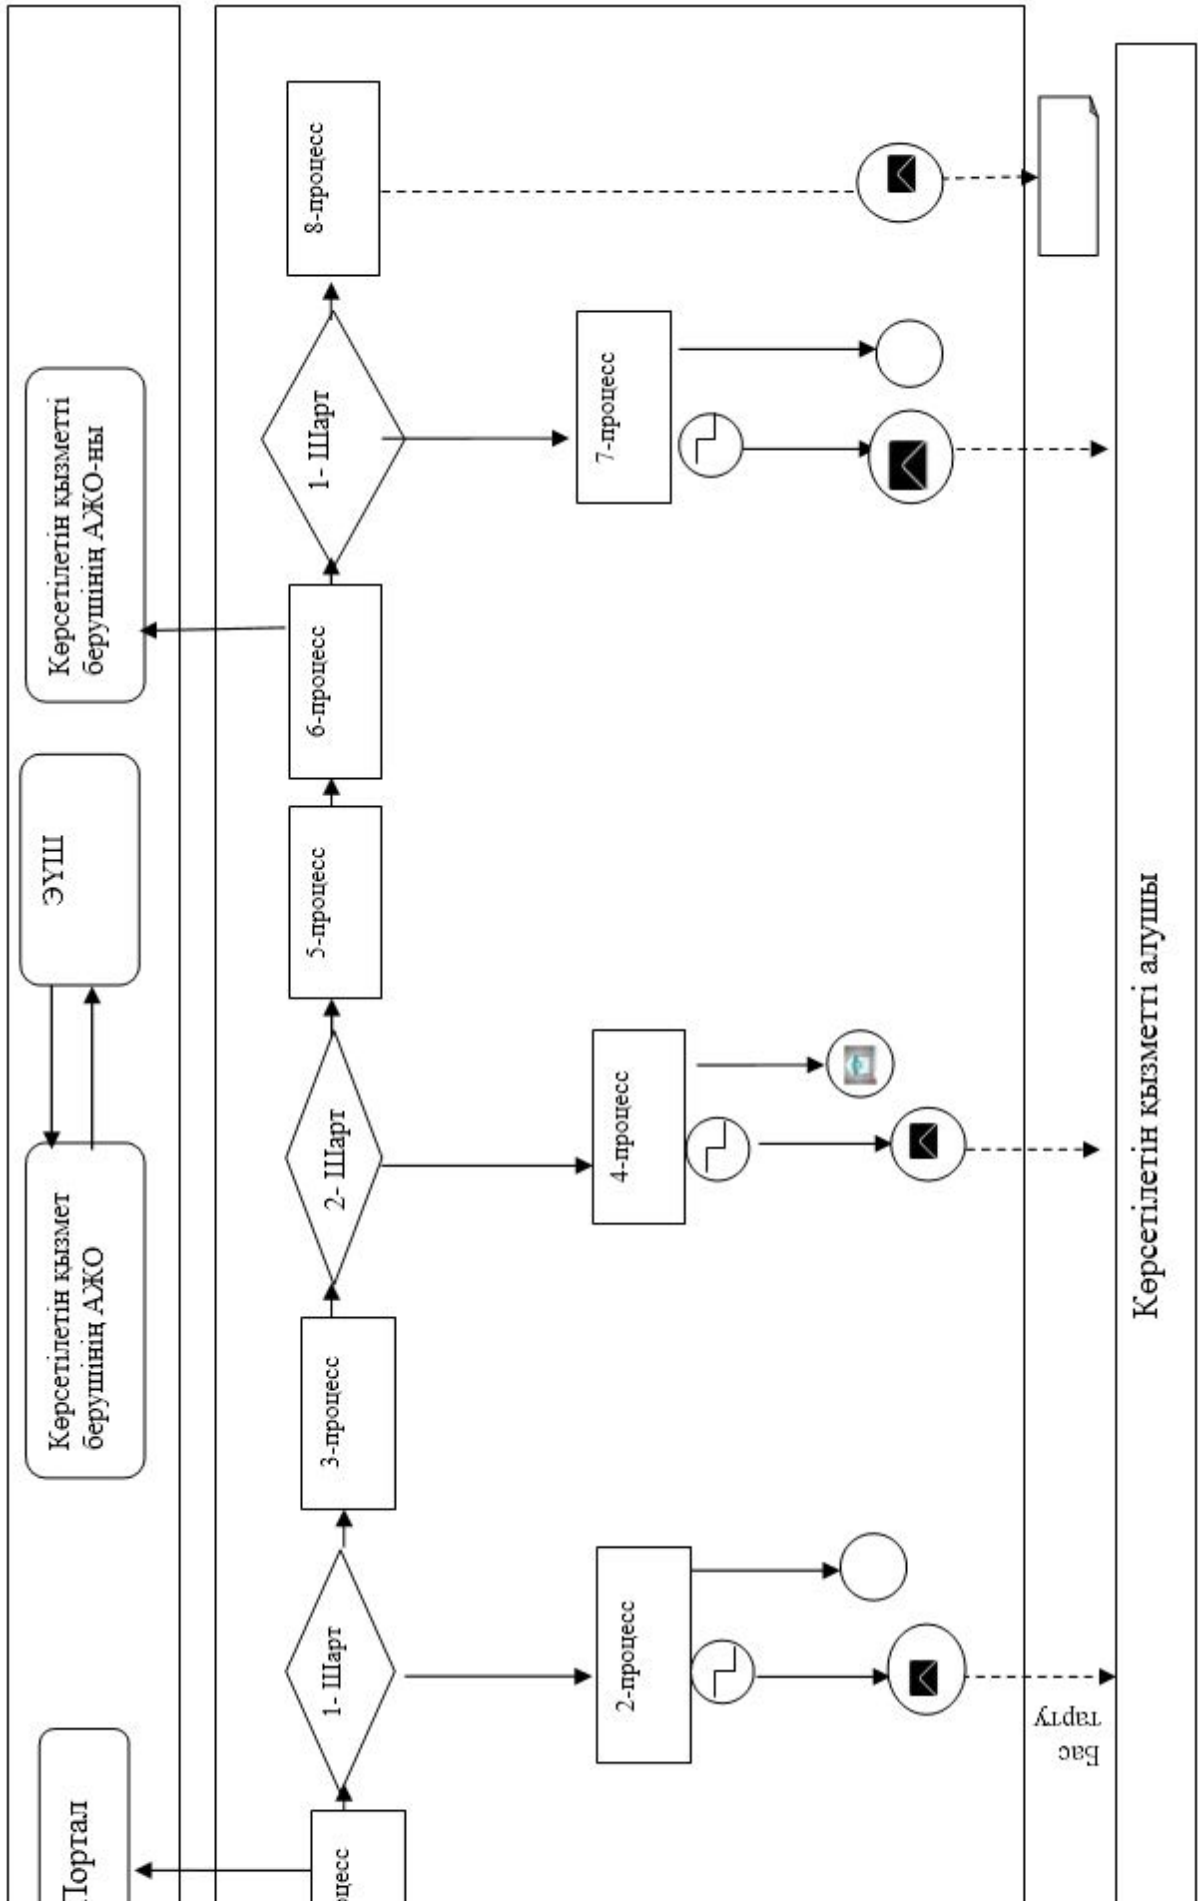 Портал
Көрсетілетін қызмет
берушінің АЖО
ЭҮШ
Көрсетілетін қызметті
берушінің АЖО-ны
оцесс
1- Шарт
3-процесс
2- Шарт
5-процесс
6-процесс
1- Шарт
8-процесс
2-процесс
4-процесс
7-процесс
Бас
тарту
Көрсетілетін қызметті алушы